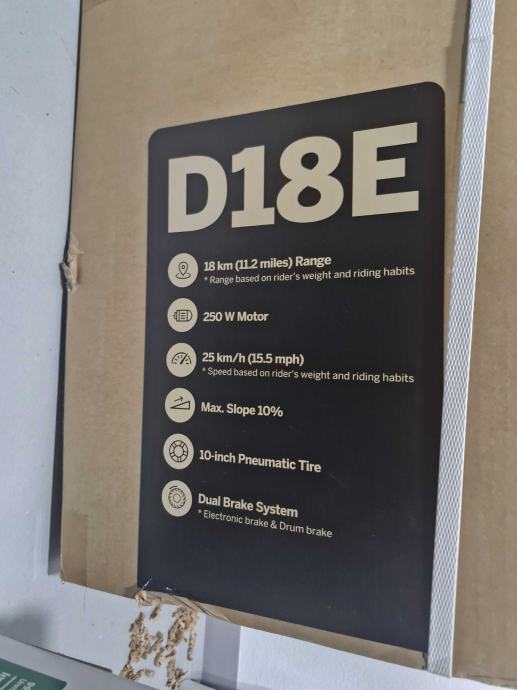 D18E
18 km (11.2 miles) Range
* Range based on rider's weight and riding habits
250 W Motor
25 km/h (15.5 mph)
* Speed based on rider's weight and riding habits
Max. Slope 10%
10-inch Pneumatic Tire
Dual Brake System
* Electronic brake & Drum brake